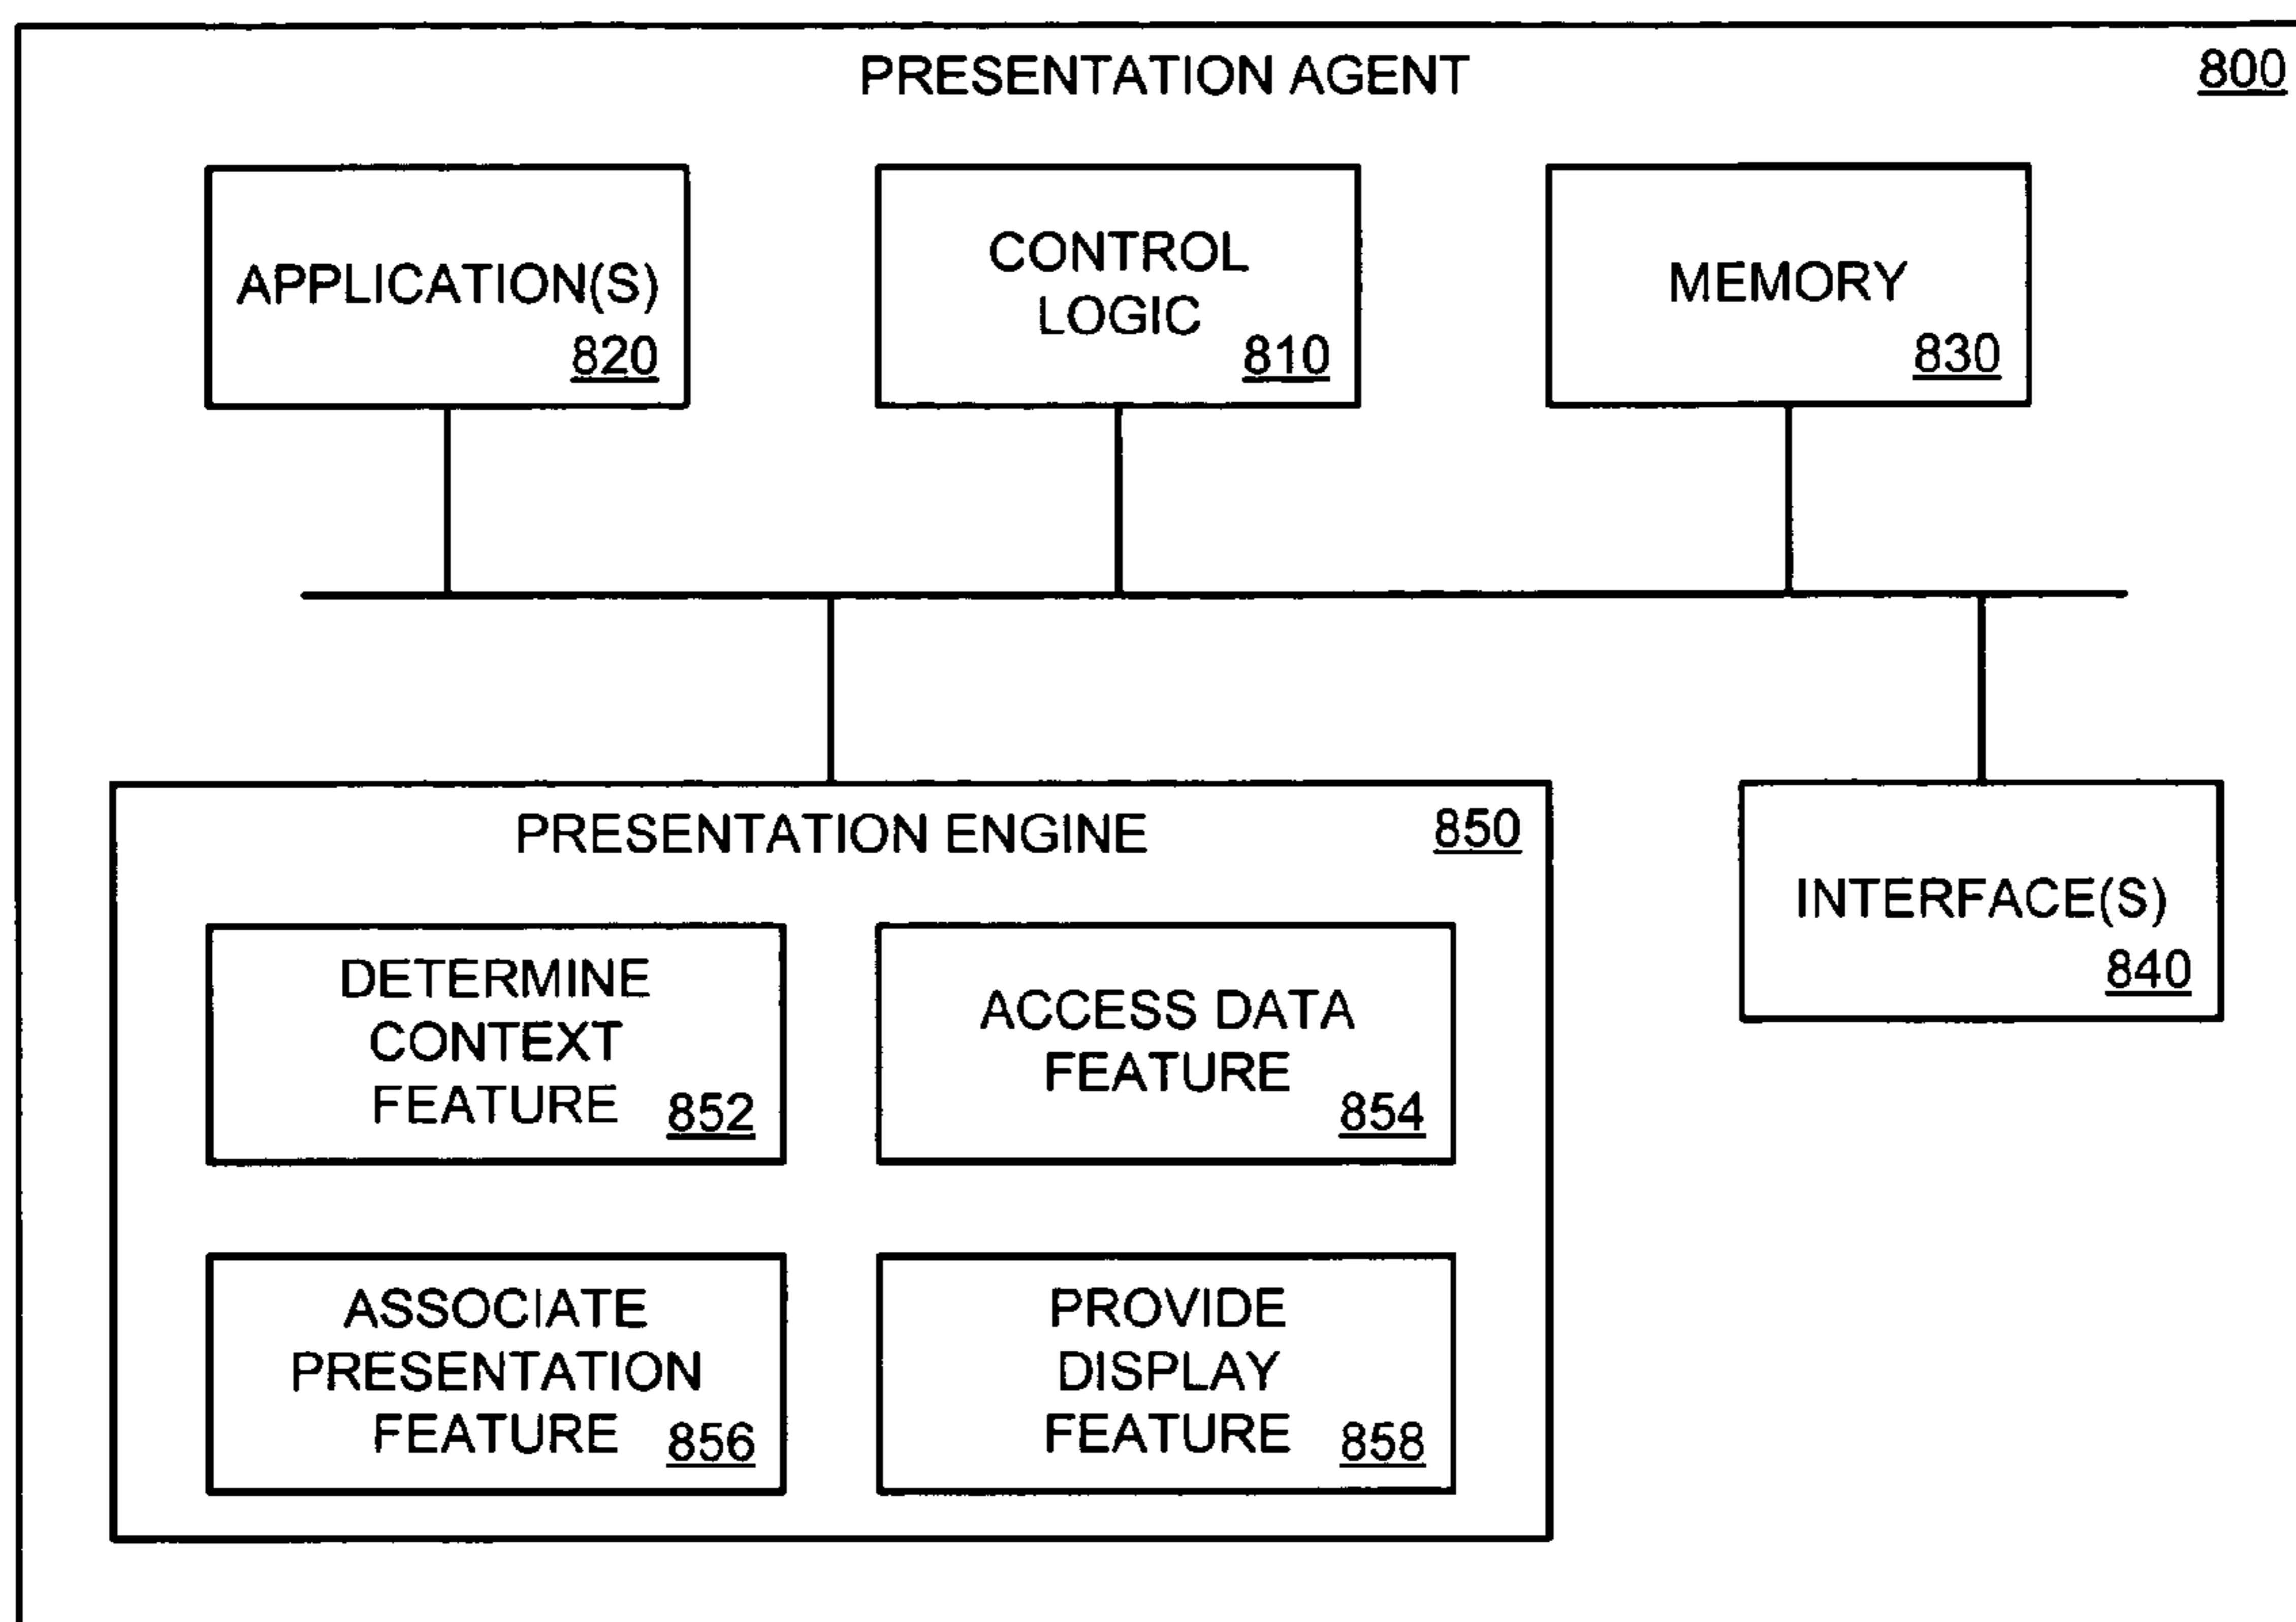 PRESENTATION AGENT
800
APPLICATION(S)
820
CONTROL
LOGIC
810
MEMORY
830
PRESENTATION ENGINE
850
DETERMINE
CONTEXT
FEATURE
852
ACCESS DATA
FEATURE
854
ASSOCIATE
PRESENTATION
FEATURE
856
PROVIDE
DISPLAY
FEATURE
858
INTERFACE(S)
840